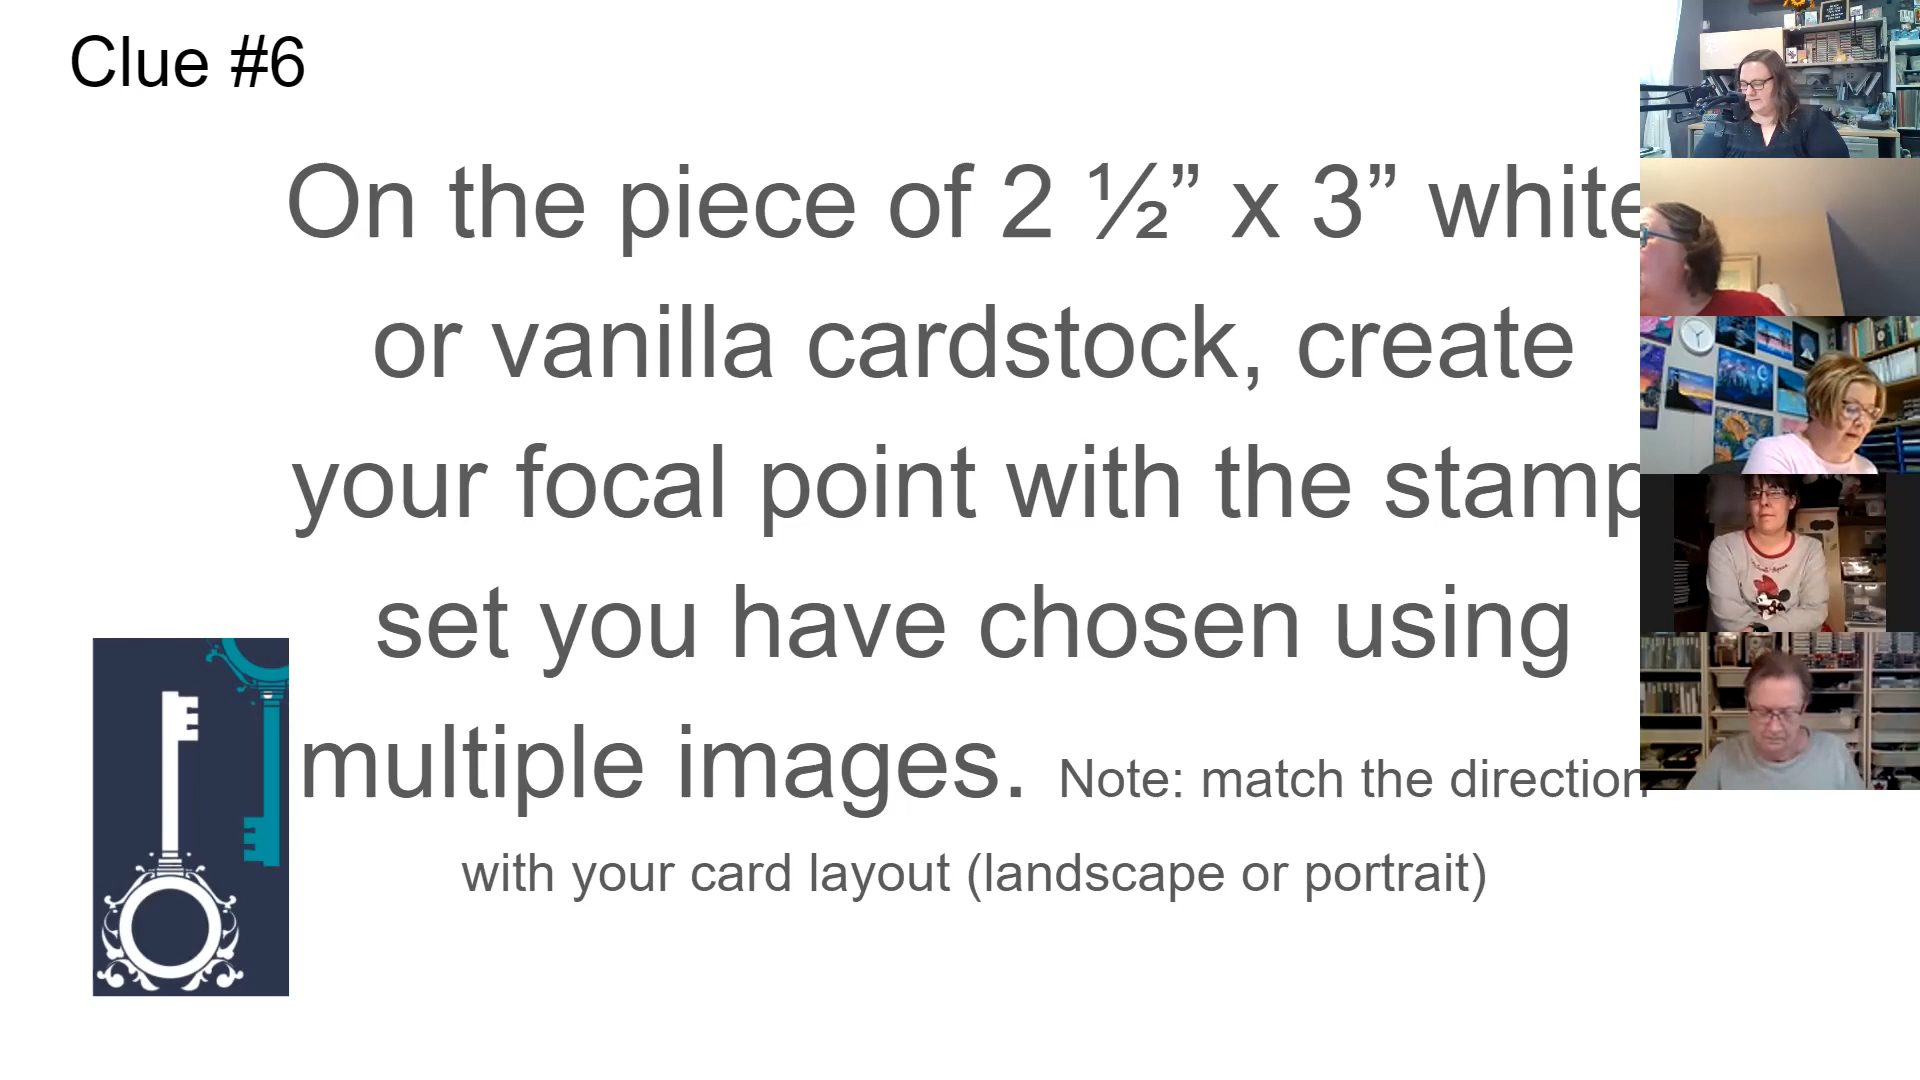 Clue #6
On the piece of 2 ½” x 3” white
or vanilla cardstock, create
your focal point with the stamp
set you have chosen using
multiple images. Note: match the direction
with your card layout (landscape or portrait)